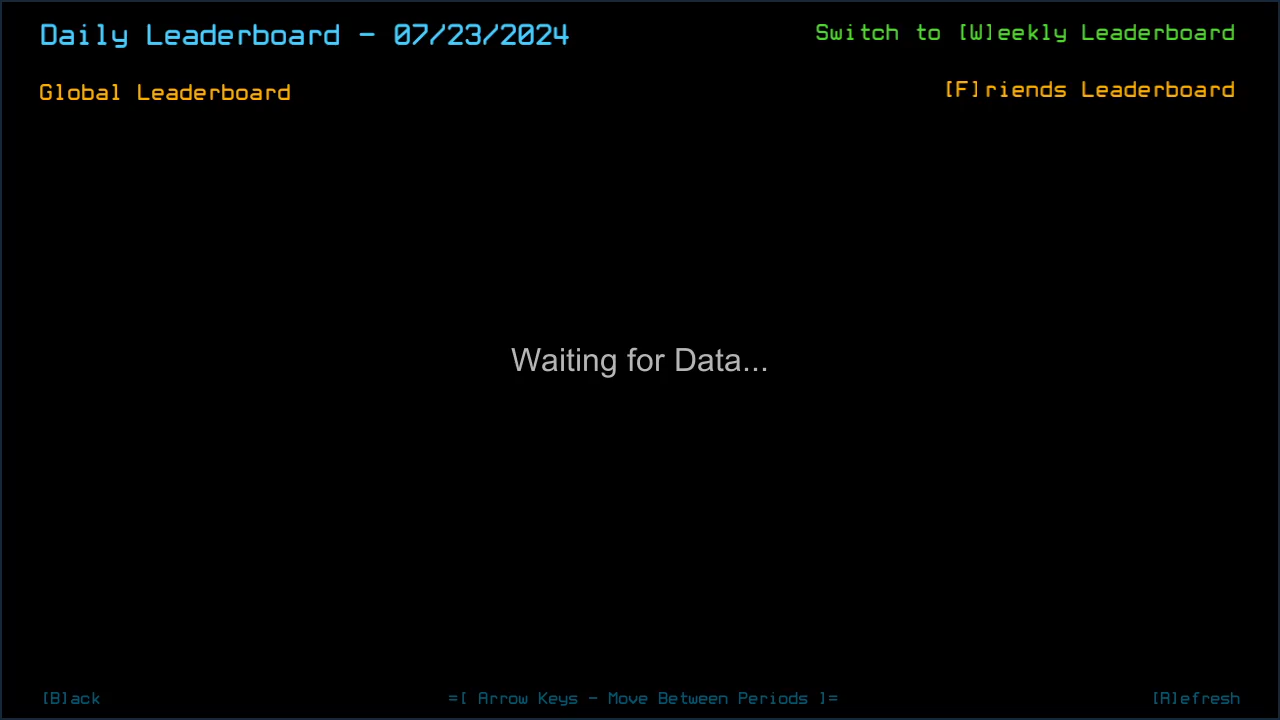 Daily Leaderboard - 07/23/2024
Switch to [W]eekly Leaderboard
Global Leaderboard
[F]riends Leaderboard
Waiting for Data...
[B]ack
=[ Arrow Keys - Move Between Periods ]=
[R]efresh